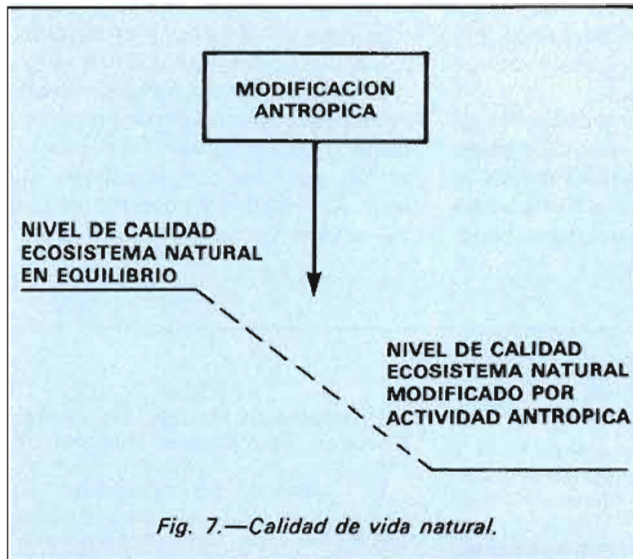 MODIFICACION
ANTROPICA
NIVEL DE CALIDAD
ECOSISTEMA NATURAL
EN EQUILIBRIO
NIVEL DE CALIDAD
ECOSISTEMA NATURAL
MODIFICADO POR
ACTIVIDAD ANTROPICA
Fig. 7.—Calidad de vida natural.